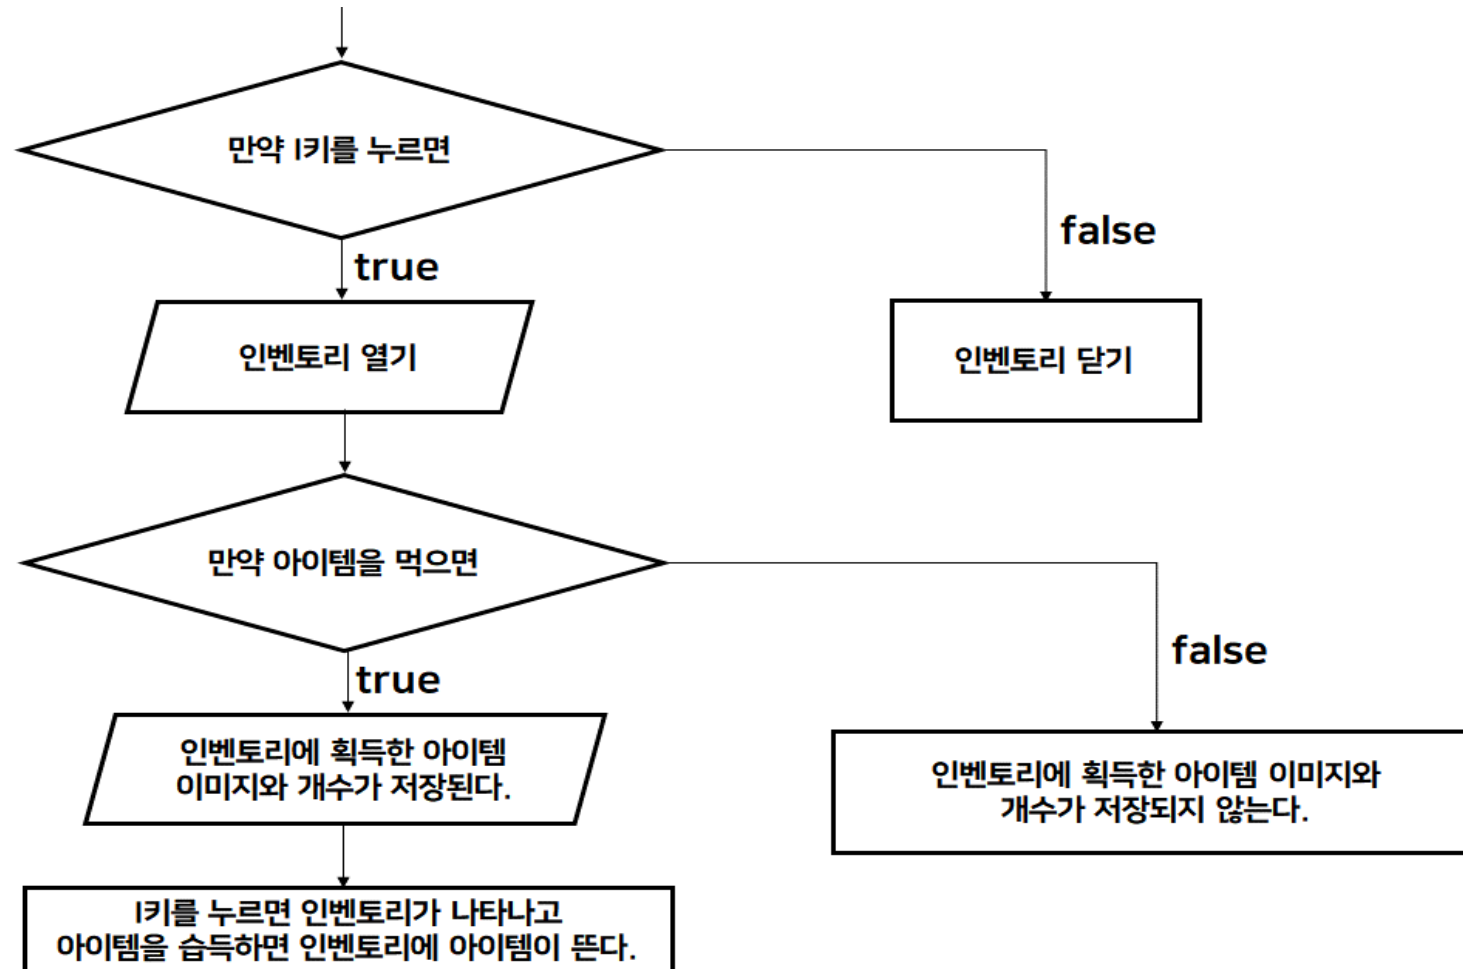 만약 I키를 누르면
false
true
인벤토리 열기
인벤토리 닫기
만약 아이템을 먹으면
false
true
인벤토리에 획득한 아이템
이미지와 개수가 저장된다.
인벤토리에 획득한 아이템 이미지와
개수가 저장되지 않는다.
I키를 누르면 인벤토리가 나타나고
아이템을 습득하면 인벤토리에 아이템이 뜬다.